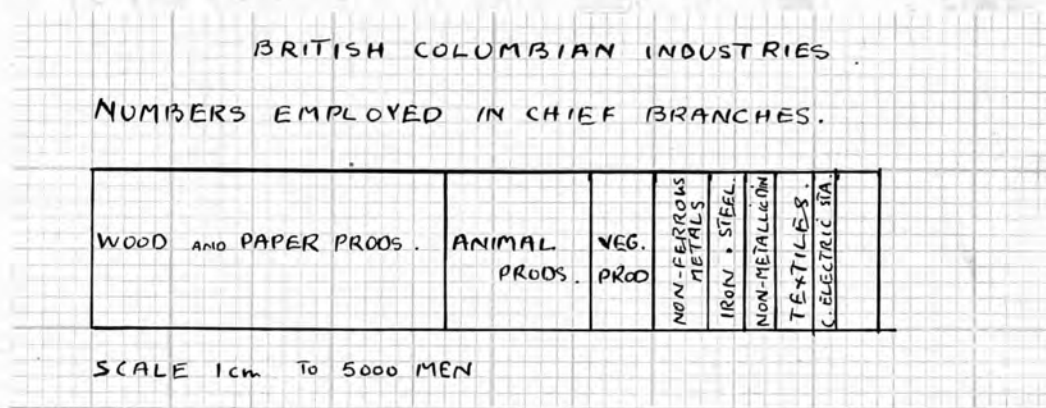 BRITISH COLUMBIAN INDUSTRIES
NUMBERS EMPLOYED IN CHIEF BRANCHES.
WOOD AND PAPER PRODS.
ANIMAL
PRODS.
VEG.
PROD
NON-FERROUS
METALS
IRON . STEEL.
NON-METALLIC MIN
TEXTILES.
C. ELECTRIC STA.
SCALE 1cm TO 5000 MEN